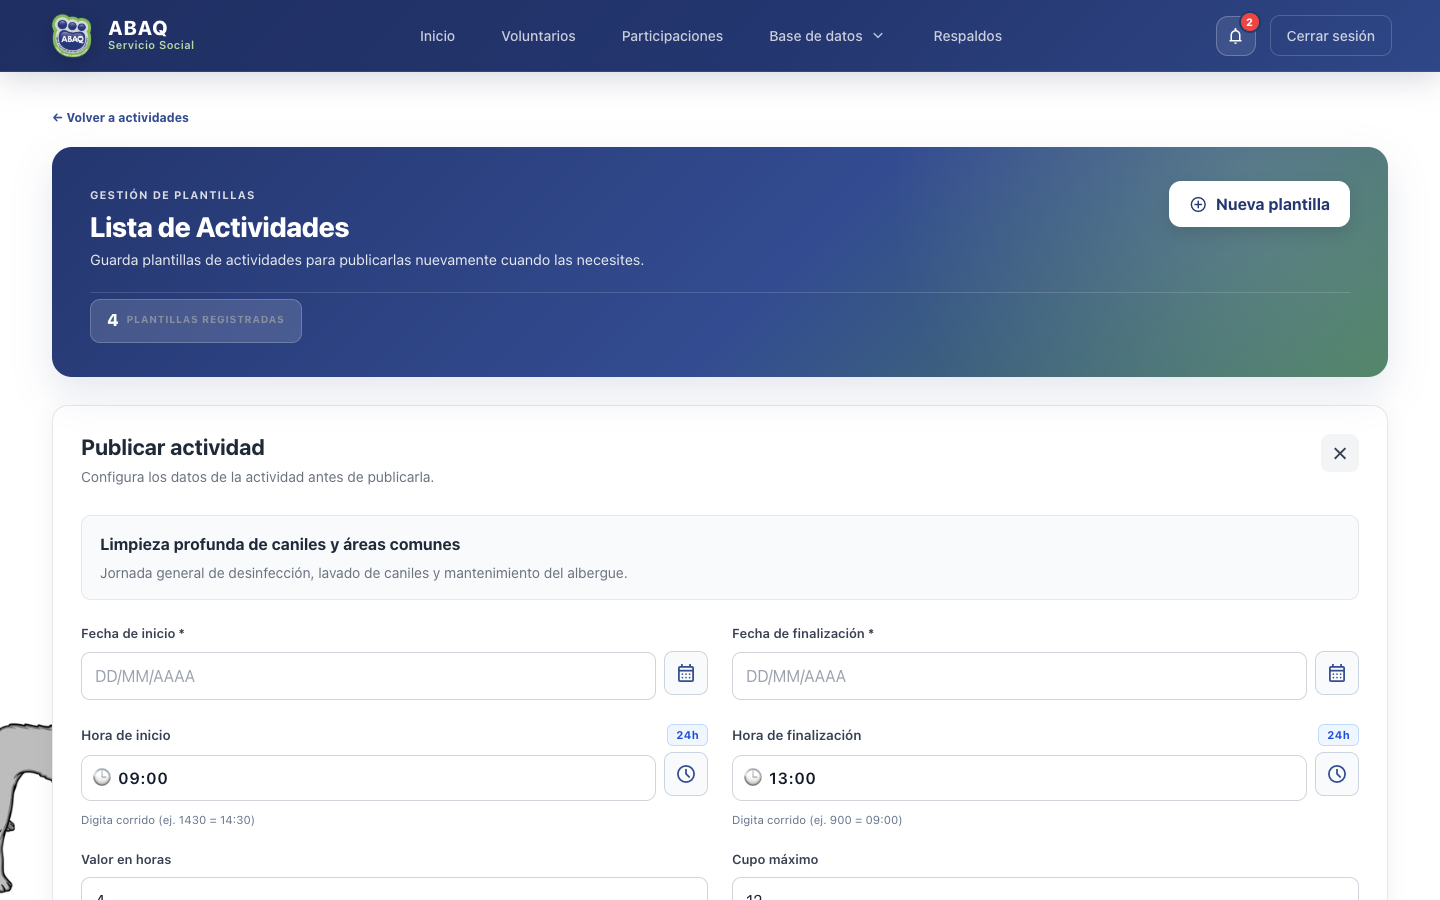 ABAQ
ABAQ
Servicio Social
Inicio
Voluntarios
Participaciones
Base de datos
Respaldos
2
Cerrar sesión
← Volver a actividades
GESTIÓN DE PLANTILLAS
Lista de Actividades
Guarda plantillas de actividades para publicarlas nuevamente cuando las necesites.
Nueva plantilla
4 PLANTILLAS REGISTRADAS
Publicar actividad
Configura los datos de la actividad antes de publicarla.
Limpieza profunda de caniles y áreas comunes
Jornada general de desinfección, lavado de caniles y mantenimiento del albergue.
Fecha de inicio *
DD/MM/AAAA
Fecha de finalización *
DD/MM/AAAA
Hora de inicio
24h
09:00
Digita corrido (ej. 1430 = 14:30)
Hora de finalización
24h
13:00
Digita corrido (ej. 900 = 09:00)
Valor en horas
4
Cupo máximo
12